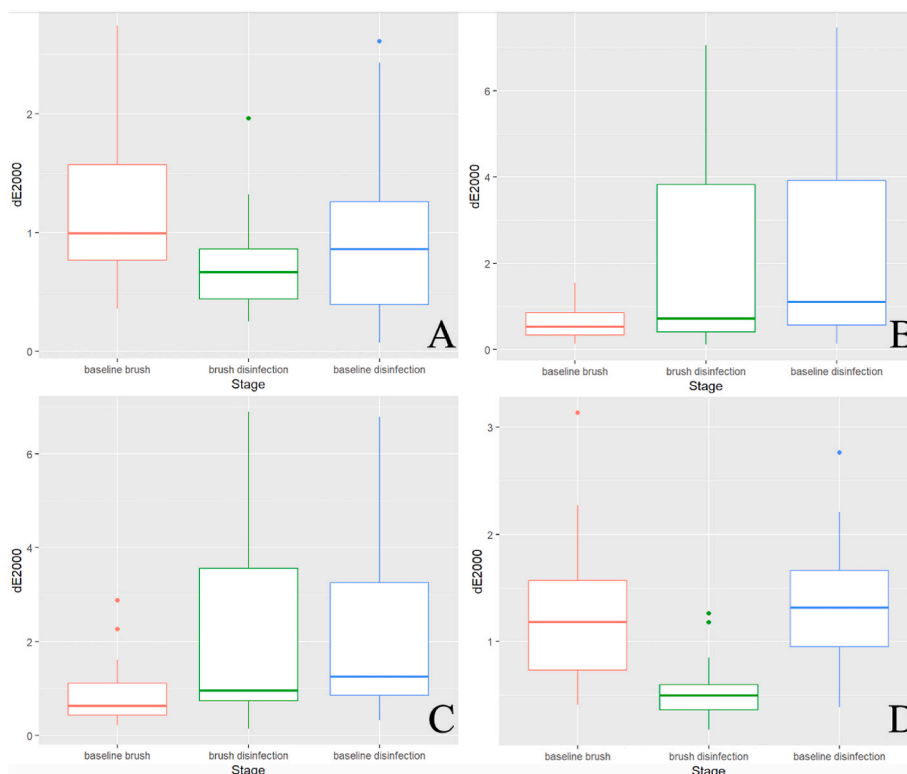 2
1
0
dE2000
baseline brush
brush disinfection
baseline disinfection
Stage
A
6
4
2
0
dE2000
baseline brush
brush disinfection
baseline disinfection
Stage
B
6
4
2
0
dE2000
baseline brush
brush disinfection
baseline disinfection
Stage
C
3
2
1
dE2000
baseline brush
brush disinfection
baseline disinfection
Stage
D